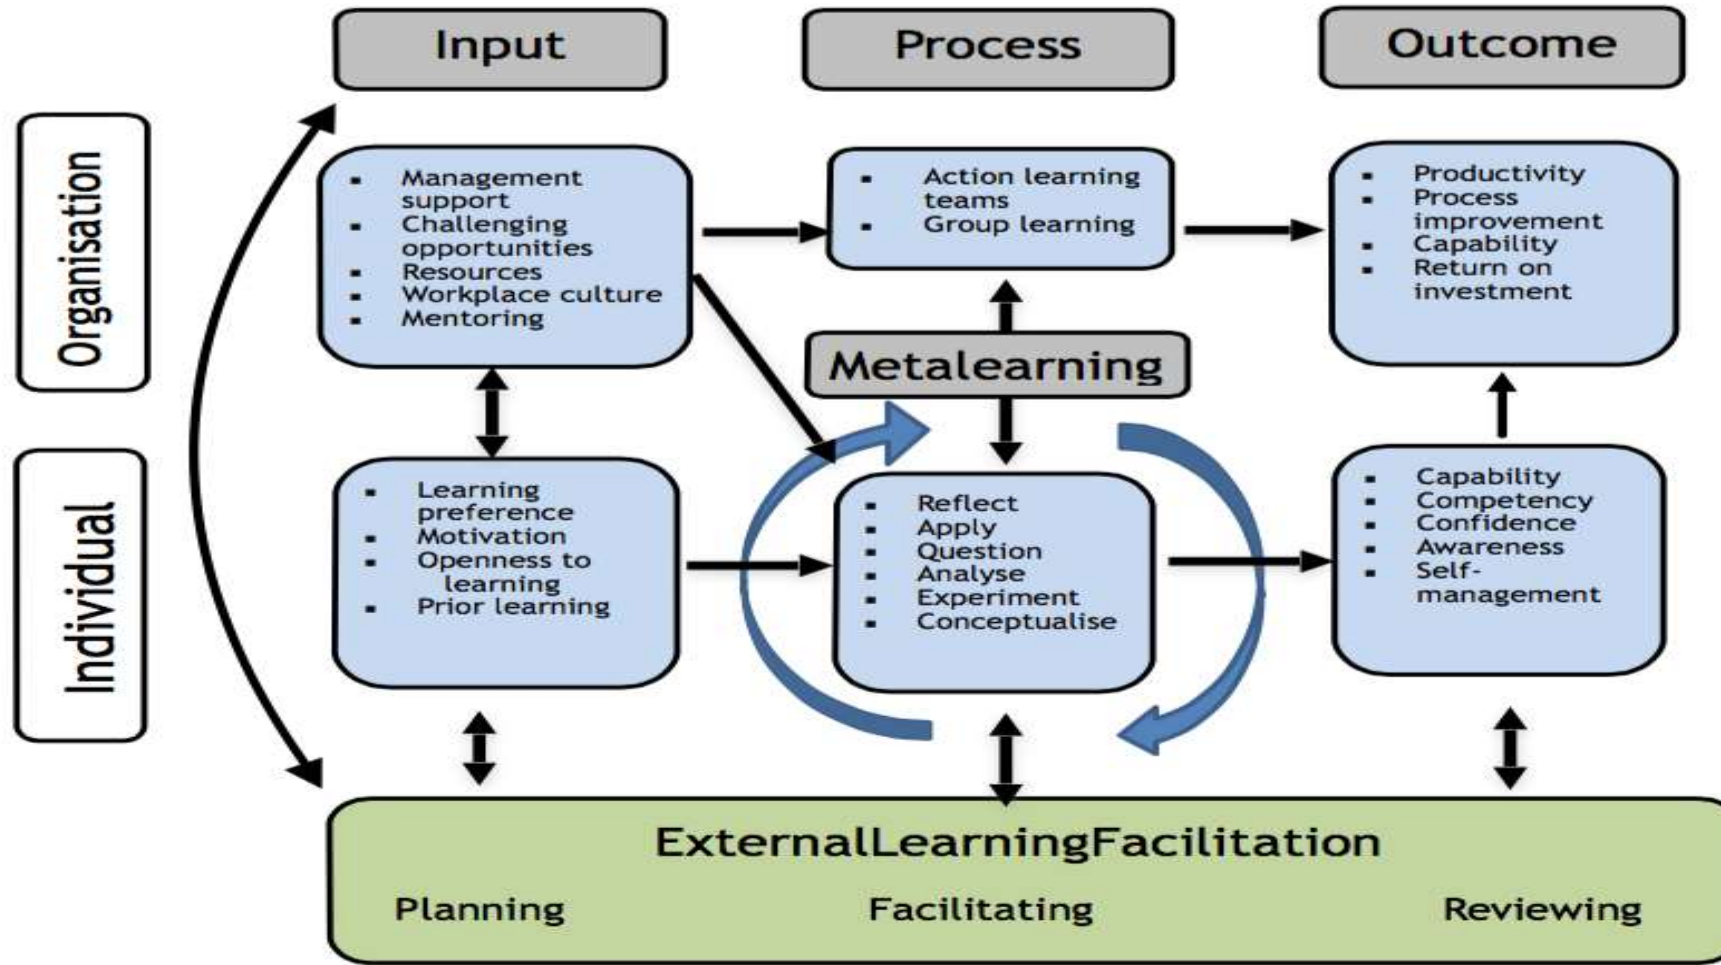 Input
Process
Outcome
Organisation
▪ Management
support
▪ Challenging
opportunities
▪ Resources
▪ Workplace culture
▪ Mentoring
▪ Action learning
teams
▪ Group learning
▪ Productivity
▪ Process
improvement
▪ Capability
▪ Return on
investment
Metalearning
Individual
▪ Learning
preference
▪ Motivation
▪ Openness to
learning
▪ Prior learning
▪ Reflect
▪ Apply
▪ Question
▪ Analyse
▪ Experiment
▪ Conceptualise
▪ Capability
▪ Competency
▪ Confidence
▪ Awareness
▪ Self-
management
ExternalLearningFacilitation
Planning
Facilitating
Reviewing